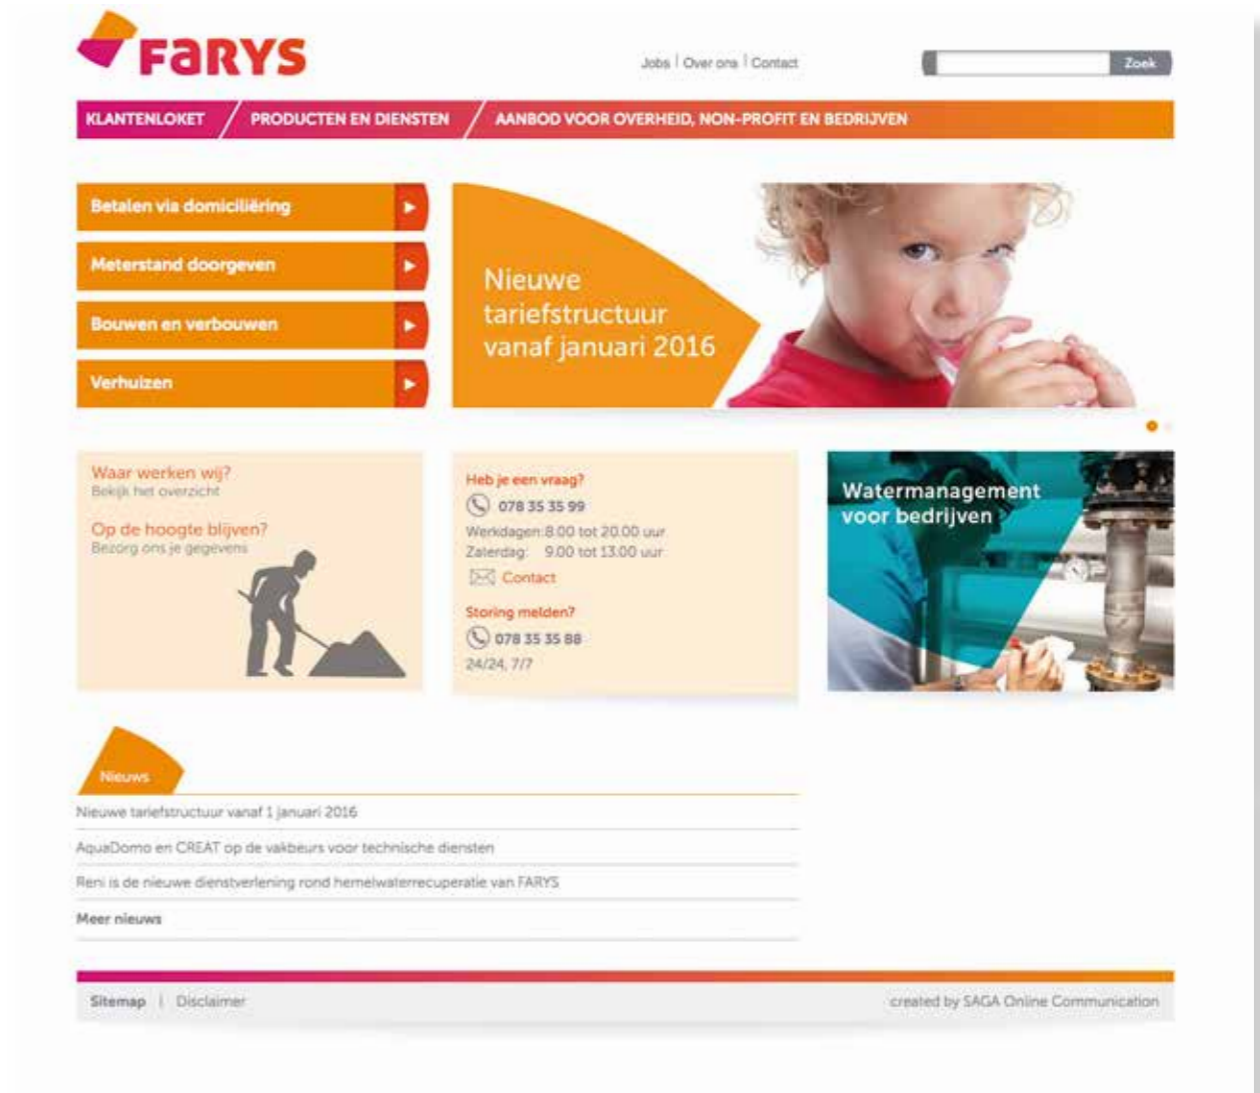 FARYS
Jobs | Over ons | Contact
Zoek
KLANTENLOKET
PRODUCTEN EN DIENSTEN
AANBOD VOOR OVERHEID, NON-PROFIT EN BEDRIJVEN
Betalen via domiciliëring
Meterstand doorgeven
Bouwen en verbouwen
Verhuizen
Nieuwe
tariefstructuur
vanaf januari 2016
Waar werken wij?
Bekijk het overzicht
Op de hoogte blijven?
Bezorg ons je gegevens
Heb je een vraag?
078 35 35 99
Werkdagen: 8.00 tot 20.00 uur
Zaterdag: 9.00 tot 13.00 uur
Contact
Storing melden?
078 35 35 88
24/24, 7/7
Watermanagement
voor bedrijven
Nieuws
Nieuwe tariefstructuur vanaf 1 januari 2016
AquaDomo en CREAT op de vakbeurs voor technische diensten
Reni is de nieuwe dienstverlening rond hemelwaterrecuperatie van FARYS
Meer nieuws
Sitemap | Disclaimer
created by SAGA Online Communication